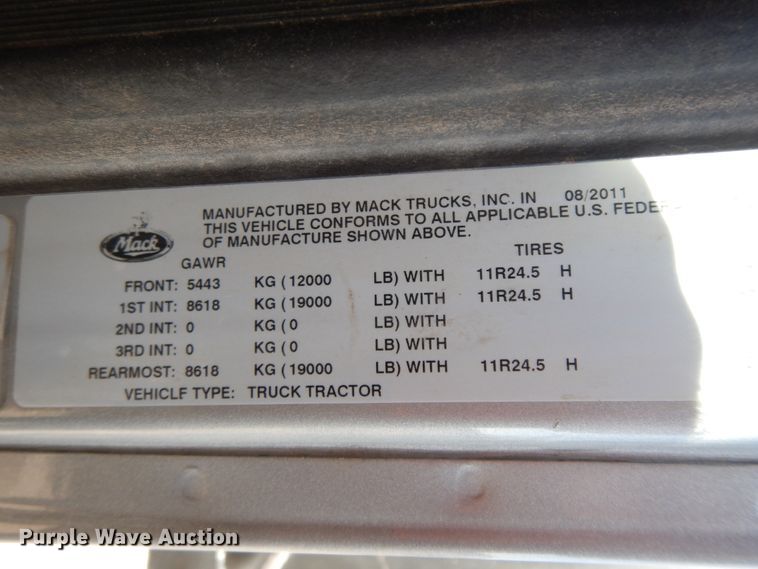 MANUFACTURED BY MACK TRUCKS, INC. IN 08/2011
THIS VEHICLE CONFORMS TO ALL APPLICABLE U.S.
OF MANUFACTURE SHOWN ABOVE.
Mack
GAWR TIRES
FRONT: 5443 KG ( 12000 LB) WITH 11R24.5 H
1ST INT: 8618 KG ( 19000 LB) WITH 11R24.5 H
2ND INT: 0 KG ( 0 LB) WITH
3RD INT: 0 KG ( 0 LB) WITH
REARMOST: 8618 KG ( 19000 LB) WITH 11R24.5 H
VEHICLE TYPE: TRUCK TRACTOR
Purple Wave Auction